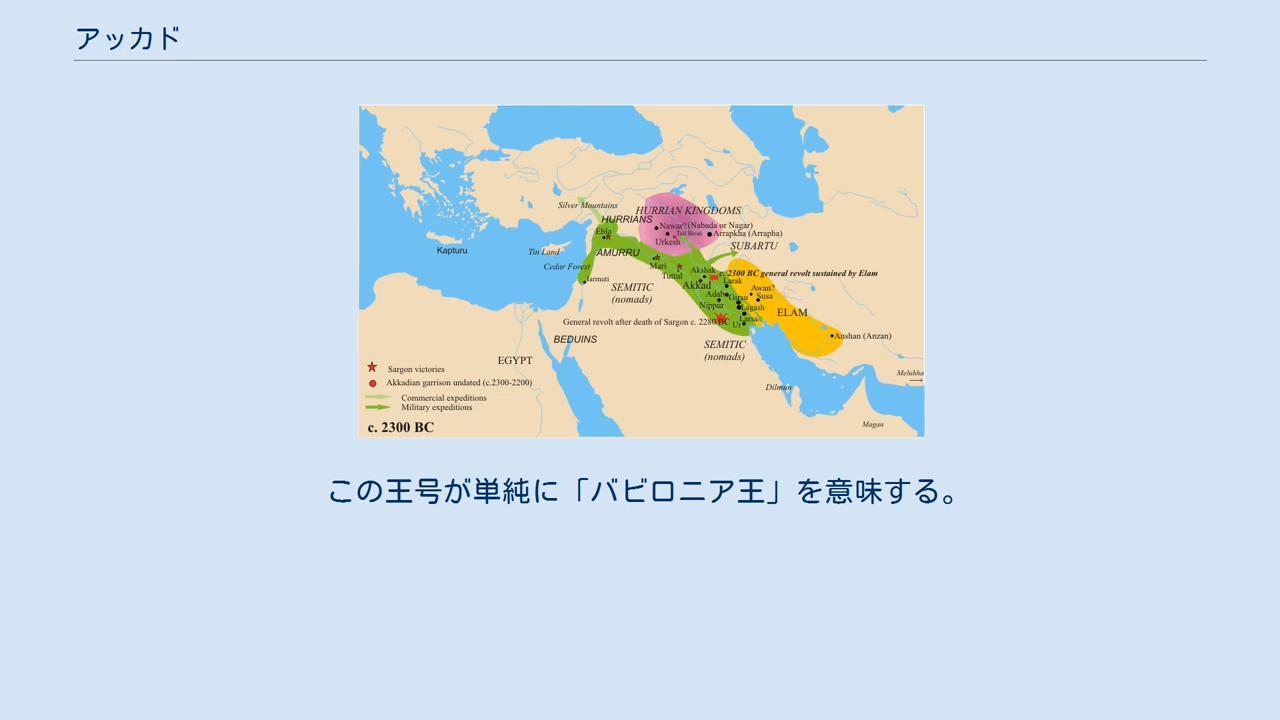 アッカド
Silver Mountains
HURRIAN KINGDOMS
HURRIANS
Nawar?(Nabada or Nagar)
Ebla
Tall Birak
Arrapkha (Arrapha)
Urkesh
SUBARTU
Kapturu
Tin Land
AMURRU
Cedar Forest
Mari
Tuttul
Akshak
c. 2300 BC general revolt sustained by Elam
Iarmuti
Larak
SEMITIC
(nomads)
Akkad
Awan?
Adab
Girsu
Susa
Nippur
Lagash
ELAM
General revolt after death of Sargon c. 2280 BC
Larsa
Ur
BEDUINS
Anshan (Anzan)
SEMITIC
(nomads)
EGYPT
Sargon victories
Meluhha
Akkadian garrison undated (c.2300-2200)
Dilmun
Commercial expeditions
Military expeditions
Magan
c. 2300 BC
この王号が単純に「バビロニア王」を意味する。